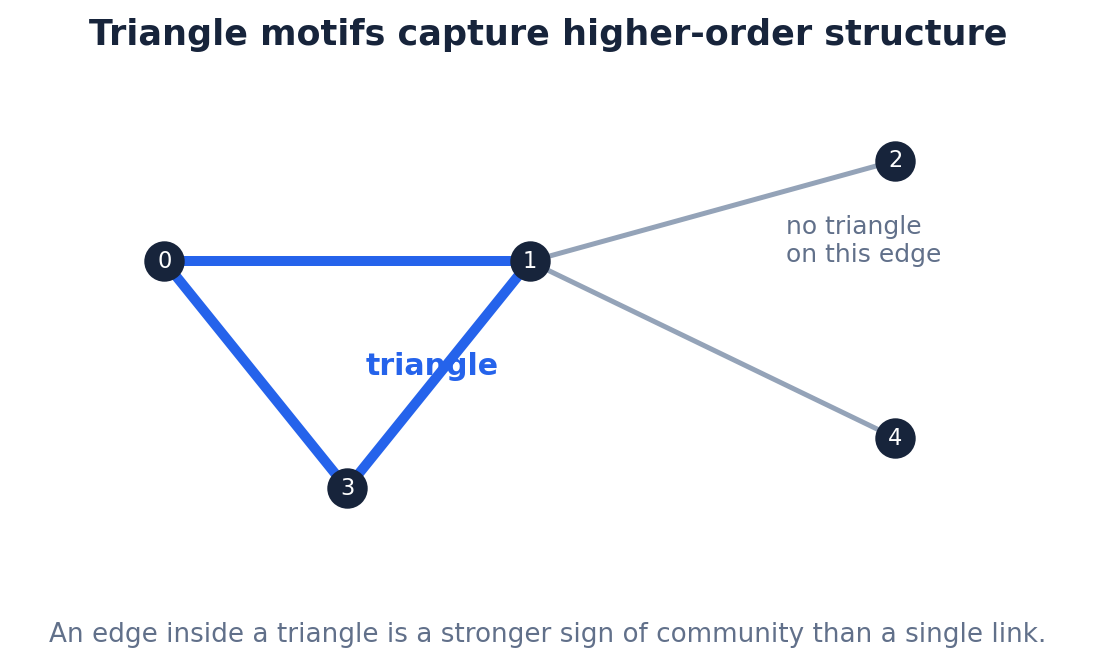 Triangle motifs capture higher-order structure
2
no triangle
on this edge
0
1
triangle
4
3
An edge inside a triangle is a stronger sign of community than a single link.